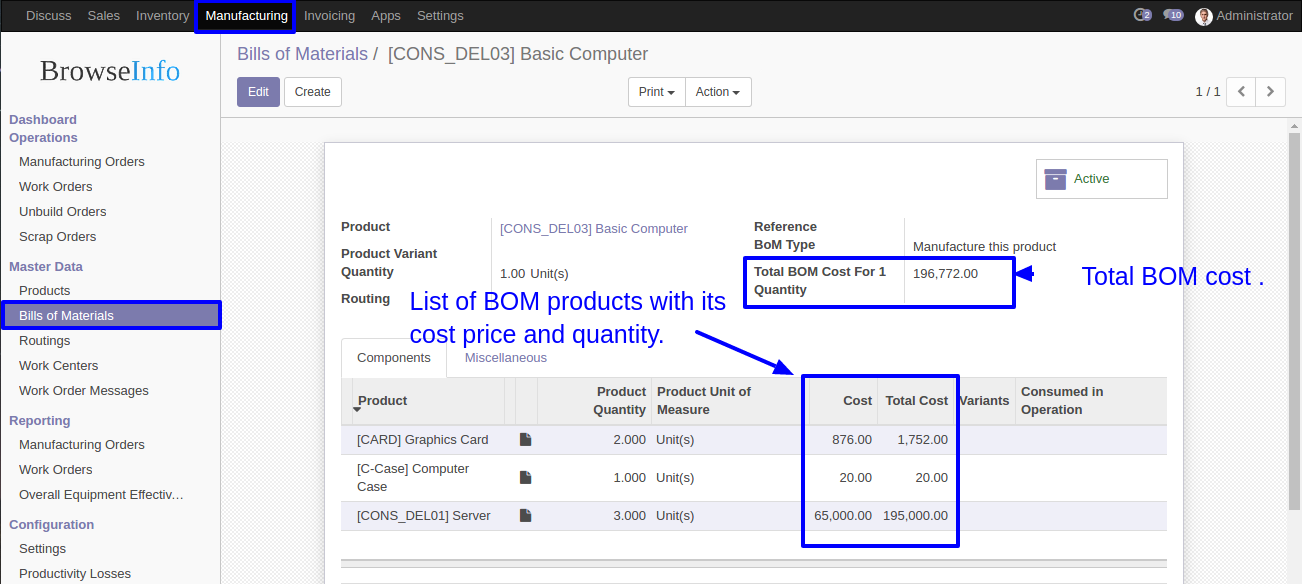 Discuss Sales Inventory Manufacturing Invoicing Apps Settings 2 10 Administrator
BrowseInfo
Bills of Materials / [CONS_DEL03] Basic Computer
Edit Create Print Action 1 / 1
Dashboard
Operations
Manufacturing Orders
Work Orders
Unbuild Orders
Scrap Orders
Master Data
Products
Bills of Materials
Routings
Work Centers
Work Order Messages
Reporting
Manufacturing Orders
Work Orders
Overall Equipment Effectiv…
Configuration
Settings
Productivity Losses
Active
Product [CONS_DEL03] Basic Computer
Product Variant
Quantity 1.00 Unit(s)
Routing
Reference
BoM Type Manufacture this product
Total BOM Cost For 1 196,772.00
Quantity
Total BOM cost .
List of BOM products with its
cost price and quantity.
Components Miscellaneous
Product Product Quantity Product Unit of Measure Cost Total Cost Variants Consumed in Operation
[CARD] Graphics Card 2.000 Unit(s) 876.00 1,752.00
[C-Case] Computer
Case 1.000 Unit(s) 20.00 20.00
[CONS_DEL01] Server 3.000 Unit(s) 65,000.00 195,000.00